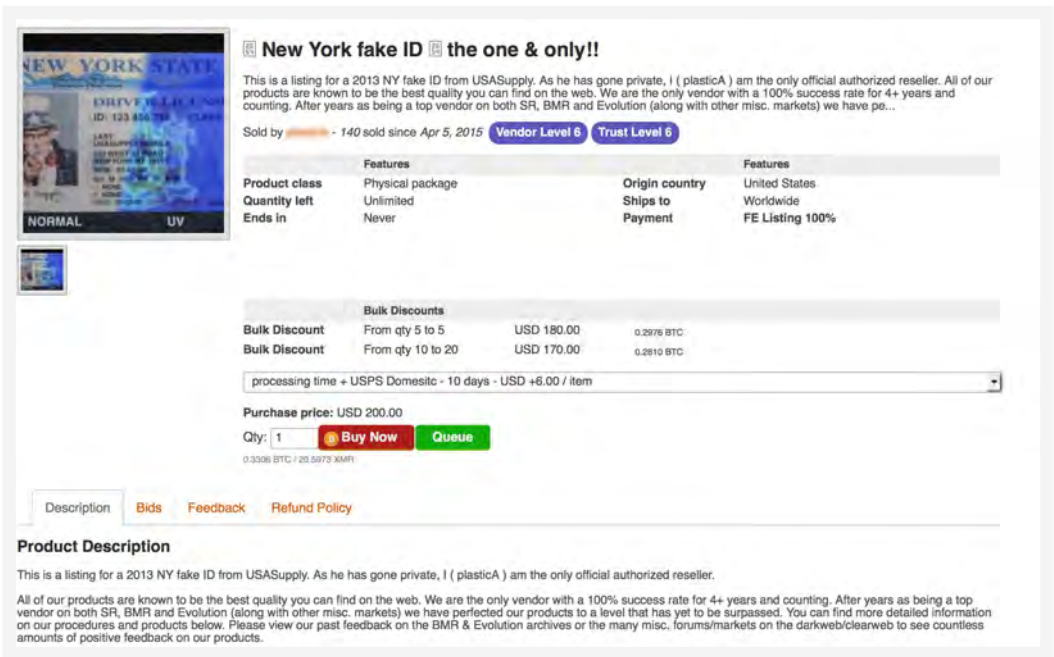 New York fake ID the one & only!!
This is a listing for a 2013 NY fake ID from USASupply. As he has gone private, I ( plasticA ) am the only official authorized reseller. All of our
products are known to be the best quality you can find on the web. We are the only vendor with a 100% success rate for 4+ years and
counting. After years as being a top vendor on both SR, BMR and Evolution (along with other misc. markets) we have pe...
Sold by - 140 sold since Apr 5, 2015 Vendor Level 6 Trust Level 6
NEW YORK STATE
DRIVER LICENSE
ID: 123 456 789
NORMAL UV
Features Features
Product class Physical package Origin country United States
Quantity left Unlimited Ships to Worldwide
Ends in Never Payment FE Listing 100%
Bulk Discounts
Bulk Discount From qty 5 to 5 USD 180.00 0.2976 BTC
Bulk Discount From qty 10 to 20 USD 170.00 0.2810 BTC
processing time + USPS Domesitc - 10 days - USD +6.00 / item
Purchase price: USD 200.00
Qty: 1 Buy Now Queue
0.3306 BTC / 20.5973 XMR
Description Bids Feedback Refund Policy
Product Description
This is a listing for a 2013 NY fake ID from USASupply. As he has gone private, I ( plasticA ) am the only official authorized reseller.
All of our products are known to be the best quality you can find on the web. We are the only vendor with a 100% success rate for 4+ years and counting. After years as being a top
vendor on both SR, BMR and Evolution (along with other misc. markets) we have perfected our products to a level that has yet to be surpassed. You can find more detailed information
on our procedures and products below. Please view our past feedback on the BMR & Evolution archives or the many misc. forums/markets on the darkweb/clearweb to see countless
amounts of positive feedback on our products.